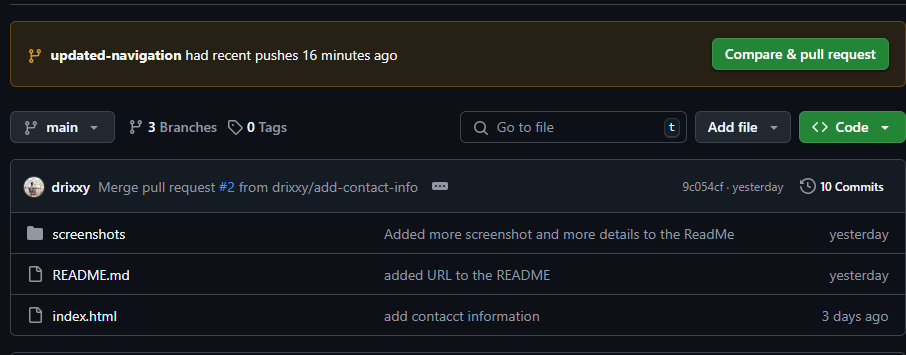 updated-navigation had recent pushes 16 minutes ago Compare & pull request
main 3 Branches 0 Tags Go to file t Add file <> Code
drixxy Merge pull request #2 from drixxy/add-contact-info 9c054cf · yesterday 10 Commits
screenshots Added more screenshot and more details to the ReadMe yesterday
README.md added URL to the README yesterday
index.html add contacct information 3 days ago